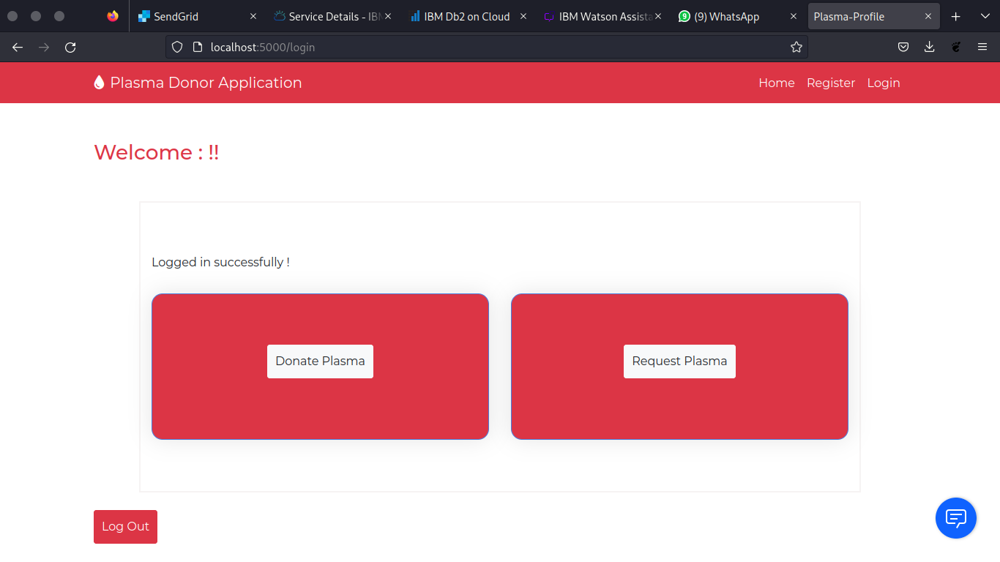 SendGrid
Service Details - IBM
IBM Db2 on Cloud
IBM Watson Assista
(9) WhatsApp
Plasma-Profile
localhost:5000/login
Plasma Donor Application
Home Register Login
Welcome : !!
Logged in successfully !
Donate Plasma
Request Plasma
Log Out